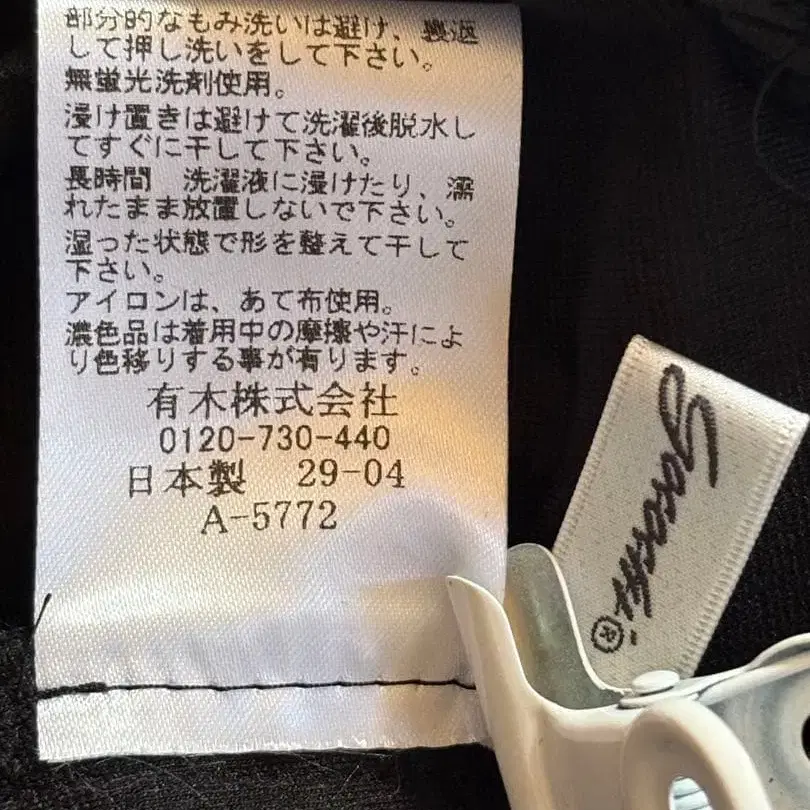 部分的なもみ洗いは避け、裏返
して押し洗いをして下さい。
無蛍光洗剤使用。
浸け置きは避けて洗濯後脱水し
てすぐに干して下さい。
長時間 洗濯液に浸けたり、濡
れたまま放置しないで下さい。
湿った状態で形を整えて干して
下さい。
アイロンは、あて布使用。
濃色品は着用中の摩擦や汗によ
り色移りする事が有ります。
有木株式会社
0120-730-440
日本製 29-04
A-5772
®